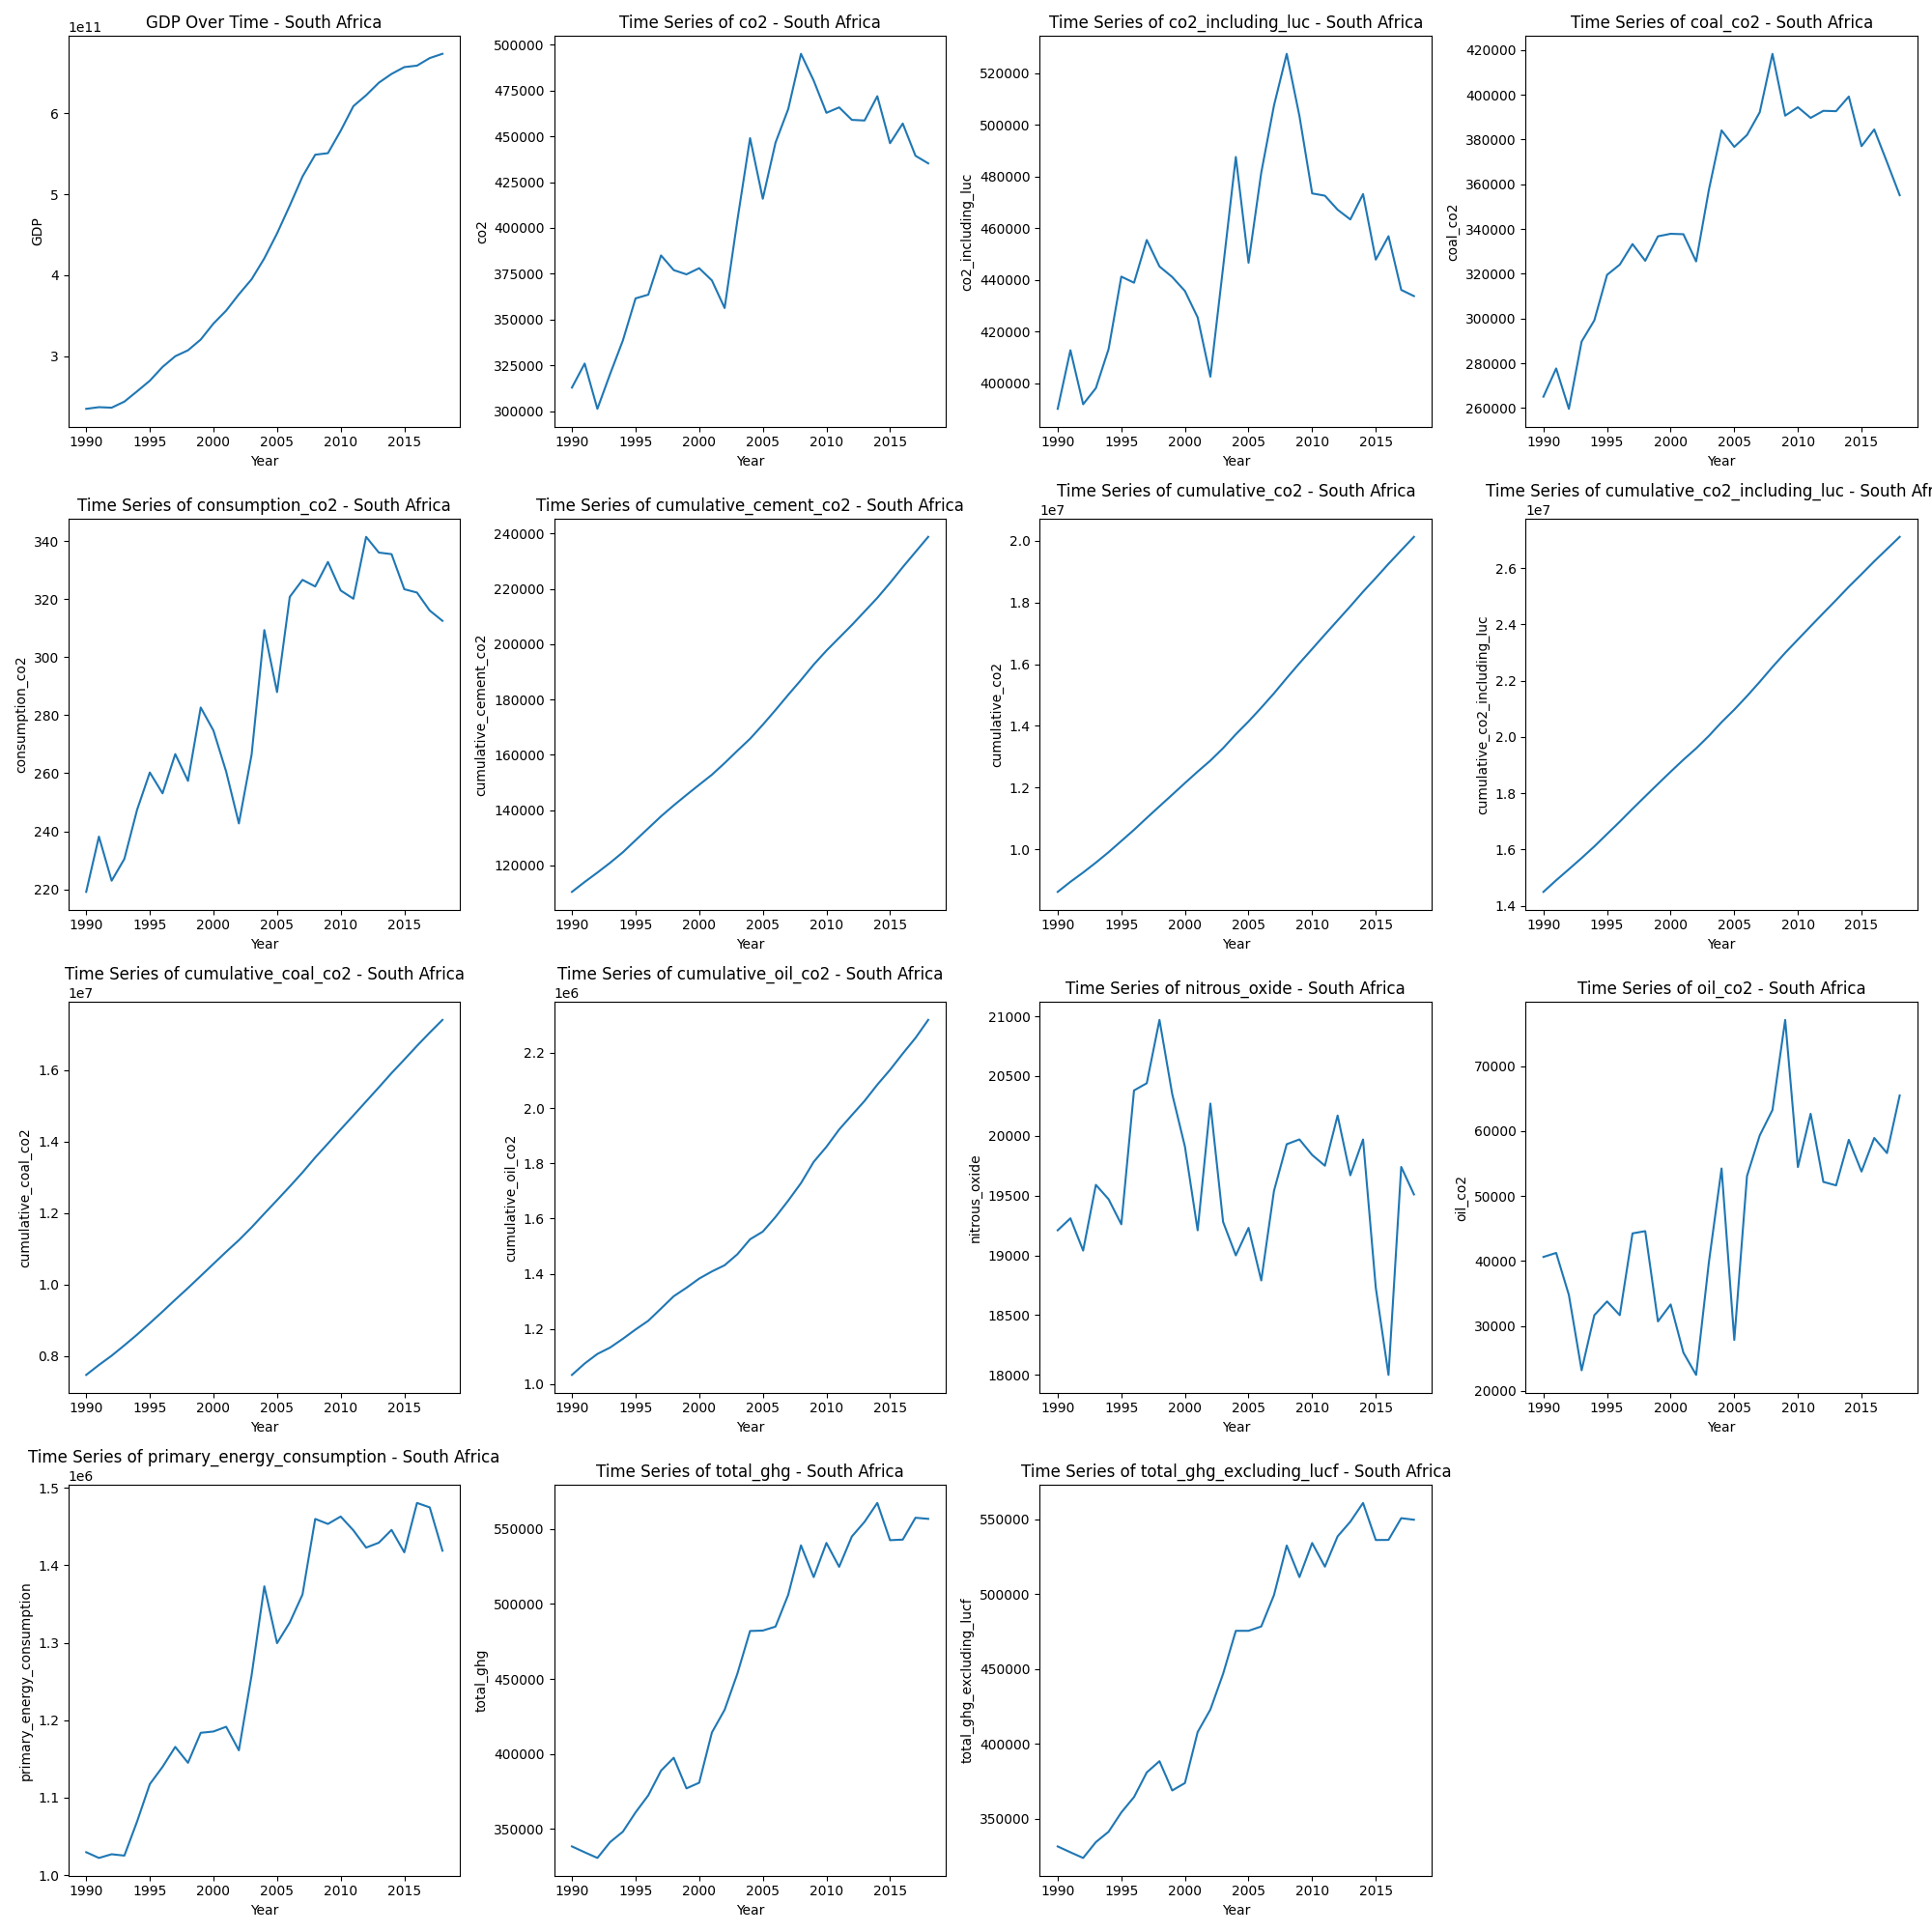 GDP Over Time - South Africa
1e11
6
5
4
3
GDP
1990 1995 2000 2005 2010 2015
Year
Time Series of co2 - South Africa
500000
475000
450000
425000
400000
375000
350000
325000
300000
co2
1990 1995 2000 2005 2010 2015
Year
Time Series of co2_including_luc - South Africa
520000
500000
480000
460000
440000
420000
400000
co2_including_luc
1990 1995 2000 2005 2010 2015
Year
Time Series of coal_co2 - South Africa
420000
400000
380000
360000
340000
320000
300000
280000
260000
coal_co2
1990 1995 2000 2005 2010 2015
Year
Time Series of consumption_co2 - South Africa
340
320
300
280
260
240
220
consumption_co2
1990 1995 2000 2005 2010 2015
Year
Time Series of cumulative_cement_co2 - South Africa
240000
220000
200000
180000
160000
140000
120000
cumulative_cement_co2
1990 1995 2000 2005 2010 2015
Year
Time Series of cumulative_co2 - South Africa
1e7
2.0
1.8
1.6
1.4
1.2
1.0
cumulative_co2
1990 1995 2000 2005 2010 2015
Year
Time Series of cumulative_co2_including_luc - South Afr
1e7
2.6
2.4
2.2
2.0
1.8
1.6
1.4
cumulative_co2_including_luc
1990 1995 2000 2005 2010 2015
Year
Time Series of cumulative_coal_co2 - South Africa
1e7
1.6
1.4
1.2
1.0
0.8
cumulative_coal_co2
1990 1995 2000 2005 2010 2015
Year
Time Series of cumulative_oil_co2 - South Africa
1e6
2.2
2.0
1.8
1.6
1.4
1.2
1.0
cumulative_oil_co2
1990 1995 2000 2005 2010 2015
Year
Time Series of nitrous_oxide - South Africa
21000
20500
20000
19500
19000
18500
18000
nitrous_oxide
1990 1995 2000 2005 2010 2015
Year
Time Series of oil_co2 - South Africa
70000
60000
50000
40000
30000
20000
oil_co2
1990 1995 2000 2005 2010 2015
Year
Time Series of primary_energy_consumption - South Africa
1e6
1.5
1.4
1.3
1.2
1.1
1.0
primary_energy_consumption
1990 1995 2000 2005 2010 2015
Year
Time Series of total_ghg - South Africa
550000
500000
450000
400000
350000
total_ghg
1990 1995 2000 2005 2010 2015
Year
Time Series of total_ghg_excluding_lucf - South Africa
550000
500000
450000
400000
350000
total_ghg_excluding_lucf
1990 1995 2000 2005 2010 2015
Year